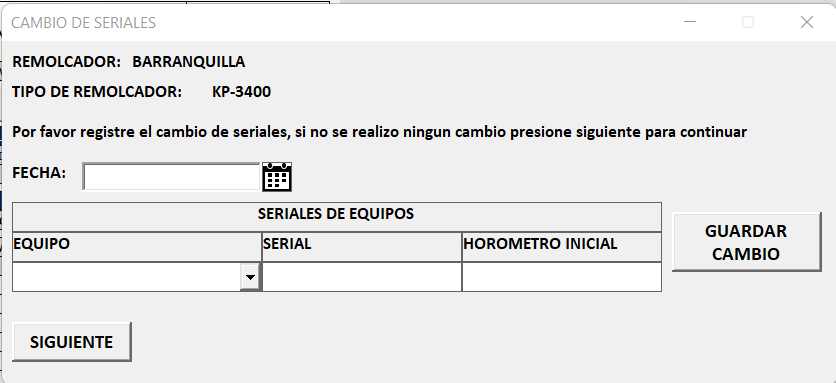 CAMBIO DE SERIALES
REMOLCADOR: BARRANQUILLA
TIPO DE REMOLCADOR: KP-3400
Por favor registre el cambio de seriales, si no se realizo ningun cambio presione siguiente para continuar
FECHA:
SERIALES DE EQUIPOS
EQUIPO SERIAL HOROMETRO INICIAL
GUARDAR
CAMBIO
SIGUIENTE